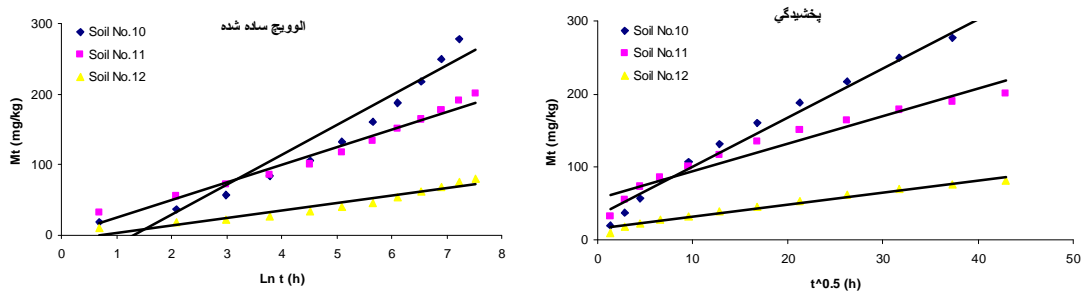 الوويچ ساده شده
Mt (mg/kg)
300
200
100
0
Soil No.10
Soil No.11
Soil No.12
0 1 2 3 4 5 6 7 8
Ln t (h)
پخشيدگي
Mt (mg/kg)
300
200
100
0
Soil No.10
Soil No.11
Soil No.12
0 10 20 30 40 50
t^0.5 (h)